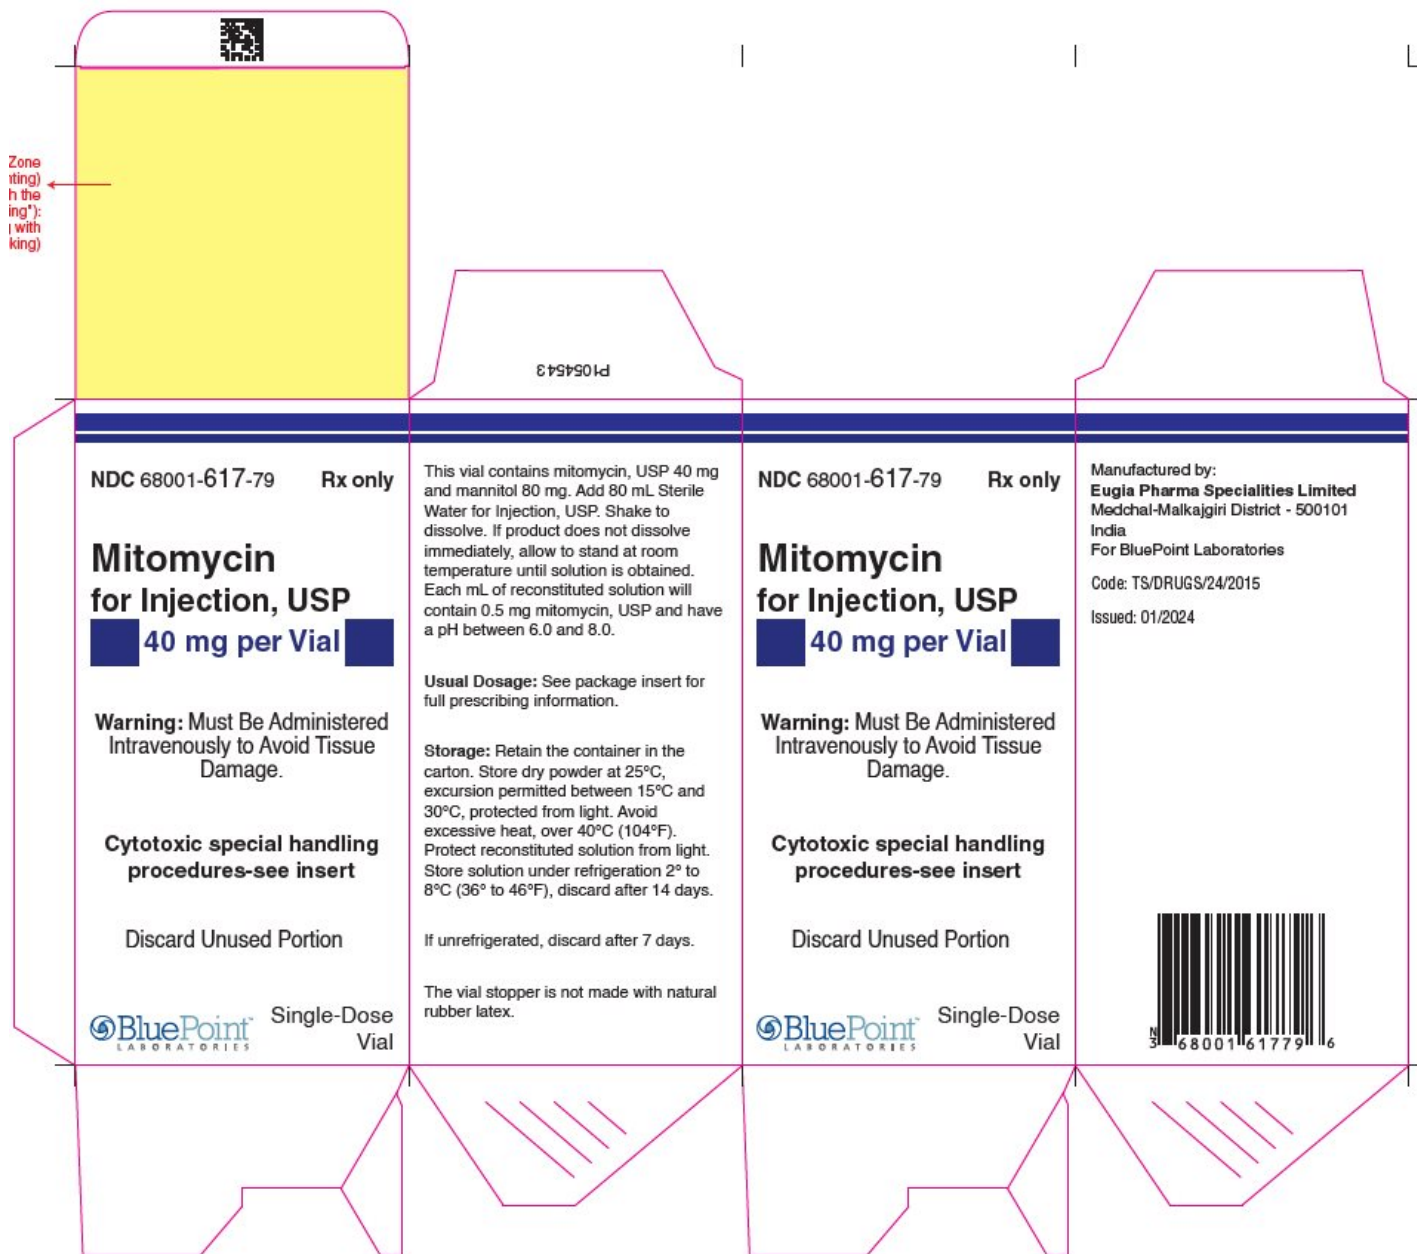 Zone
nting)
h the
ing"):
with
king)
P1054543
NDC 68001-617-79 Rx only
Mitomycin
for Injection, USP
40 mg per Vial
Warning: Must Be Administered
Intravenously to Avoid Tissue
Damage.
Cytotoxic special handling
procedures-see insert
Discard Unused Portion
BluePoint™
LABORATORIES
Single-Dose
Vial
This vial contains mitomycin, USP 40 mg
and mannitol 80 mg. Add 80 mL Sterile
Water for Injection, USP. Shake to
dissolve. If product does not dissolve
immediately, allow to stand at room
temperature until solution is obtained.
Each mL of reconstituted solution will
contain 0.5 mg mitomycin, USP and have
a pH between 6.0 and 8.0.
Usual Dosage: See package insert for
full prescribing information.
Storage: Retain the container in the
carton. Store dry powder at 25°C,
excursion permitted between 15°C and
30°C, protected from light. Avoid
excessive heat, over 40°C (104°F).
Protect reconstituted solution from light.
Store solution under refrigeration 2° to
8°C (36° to 46°F), discard after 14 days.
If unrefrigerated, discard after 7 days.
The vial stopper is not made with natural
rubber latex.
NDC 68001-617-79 Rx only
Mitomycin
for Injection, USP
40 mg per Vial
Warning: Must Be Administered
Intravenously to Avoid Tissue
Damage.
Cytotoxic special handling
procedures-see insert
Discard Unused Portion
BluePoint™
LABORATORIES
Single-Dose
Vial
Manufactured by:
Eugia Pharma Specialities Limited
Medchal-Malkajgiri District - 500101
India
For BluePoint Laboratories
Code: TS/DRUGS/24/2015
Issued: 01/2024
N
3 68001 61779 6